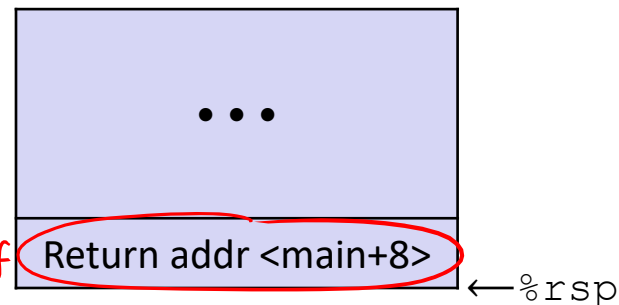 • • •
f Return addr <main+8>
←%rsp